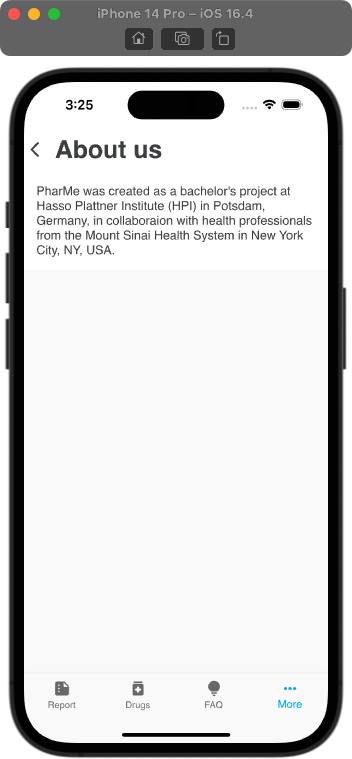 iPhone 14 Pro – iOS 16.4
3:25
About us
PharMe was created as a bachelor's project at
Hasso Plattner Institute (HPI) in Potsdam,
Germany, in collaboraion with health professionals
from the Mount Sinai Health System in New York
City, NY, USA.
Report
Drugs
FAQ
More